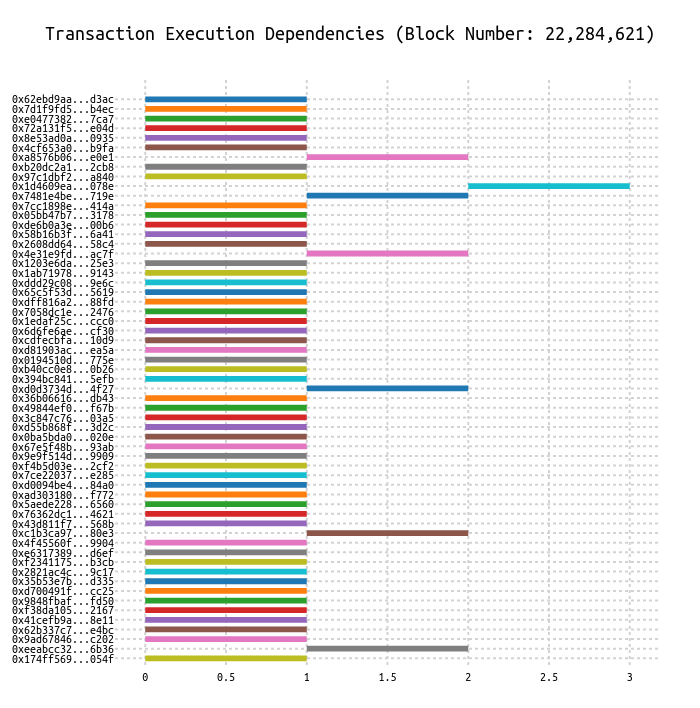 Transaction Execution Dependencies (Block Number: 22,284,621)
0x62ebd9aa...d3ac
0x7d1f9fd5...b4ec
0xe0477382...7ca7
0x72a131f5...e04d
0x8e53ad0a...0935
0x4cf653a0...b9fa
0xa8576b06...e0e1
0xb20dc2a1...2cb8
0x97c1dbf2...a840
0x1d4609ea...078e
0x7481e4be...719e
0x7cc1898e...414a
0x05bb47b7...3178
0xde6b0a3e...00b6
0x58b16b3f...6a41
0x2608dd64...58c4
0x4e31e9fd...ac7f
0x1203e6da...25e3
0x1ab71978...9143
0xddd29c08...9e6c
0x65c5f53d...5619
0xdff816a2...88fd
0x7058dc1e...2476
0x1edaf25c...ccc0
0x6d6fe6ae...cf30
0xcdfecbfa...10d9
0xd81903ac...ea5a
0x0194510d...775e
0xb40cc0e8...0b26
0x394bc841...5efb
0xd0d3734d...4f27
0x36b06616...db43
0x49844ef0...f67b
0x3c847c76...03a5
0xd55b868f...3d2c
0x0ba5bda0...020e
0x67e5f48b...93ab
0x9e9f514d...9909
0xf4b5d03e...2cf2
0x7ce22037...e285
0xd0094be4...84a0
0xad303180...f772
0x5aede228...6560
0x76362dc1...4621
0x43d811f7...568b
0xc1b3ca97...80e3
0x4f45560f...9904
0xe6317389...d6ef
0xf2341175...b3cb
0x2821ac4c...9c17
0x35b53e7b...d335
0xd700491f...cc25
0x9848fbaf...fd50
0xf38da105...2167
0x41cefb9a...8e11
0x62b337c7...e4bc
0x9ad67846...c202
0xeeabcc32...6b36
0x174ff569...054f
0 0.5 1 1.5 2 2.5 3